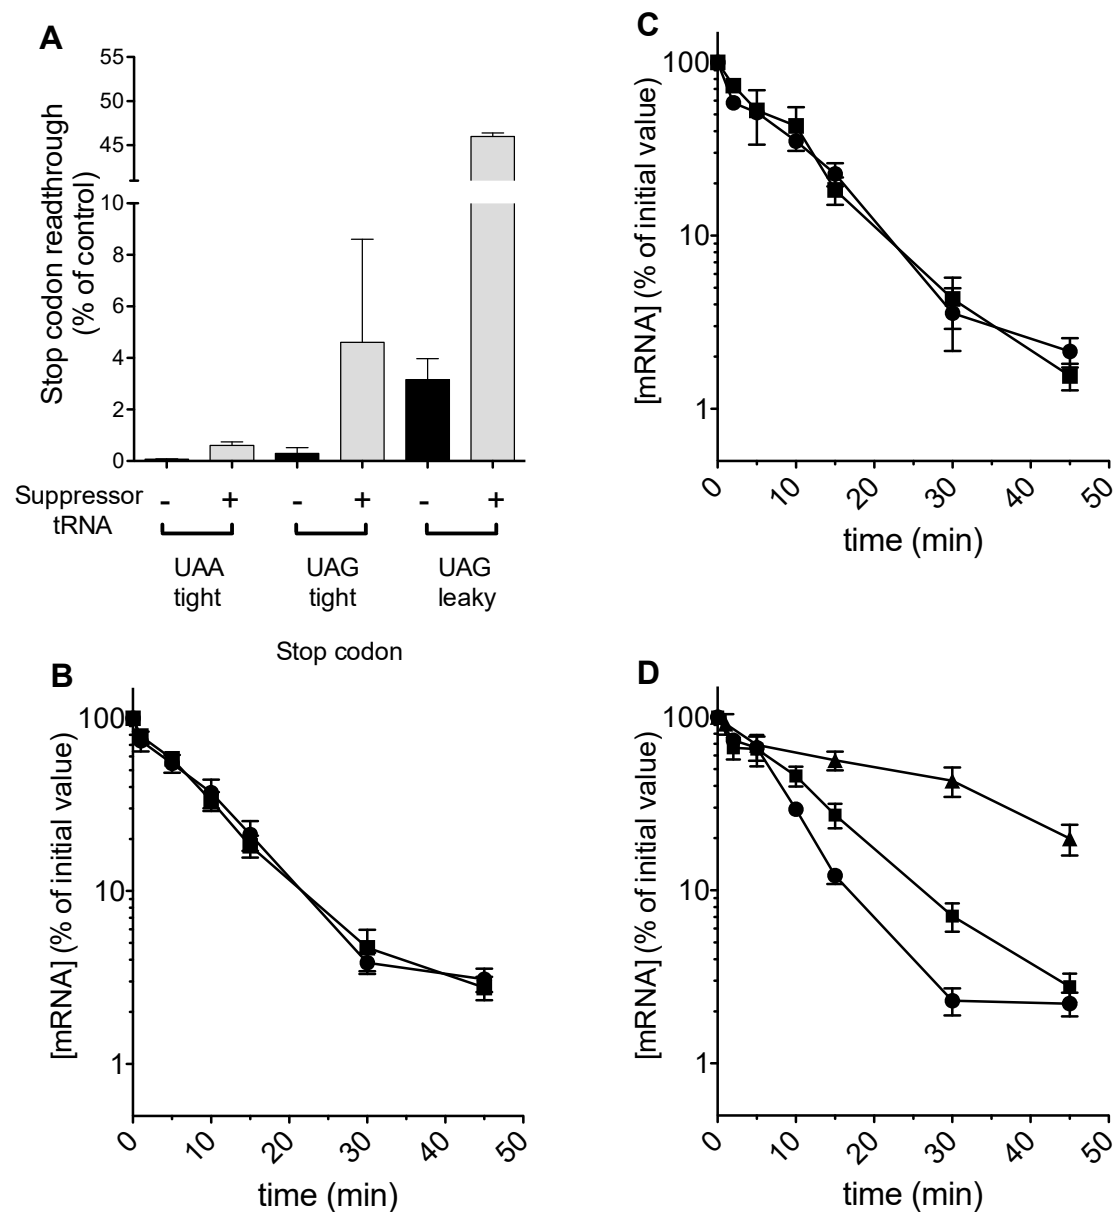 A
Stop codon readthrough
(% of control)
55
50
45
10
8
6
4
2
0
Suppressor
tRNA
- + - + - +
UAA UAG UAG
tight tight leaky
Stop codon
C
[mRNA] (% of initial value)
100
10
1
0 10 20 30 40 50
time (min)
B
[mRNA] (% of initial value)
100
10
1
0 10 20 30 40 50
time (min)
D
[mRNA] (% of initial value)
100
10
1
0 10 20 30 40 50
time (min)